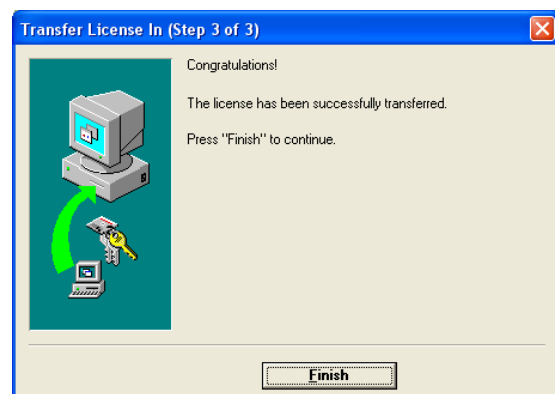 Transfer License In (Step 3 of 3)
Congratulations!
The license has been successfully transferred.
Press "Finish" to continue.
Finish